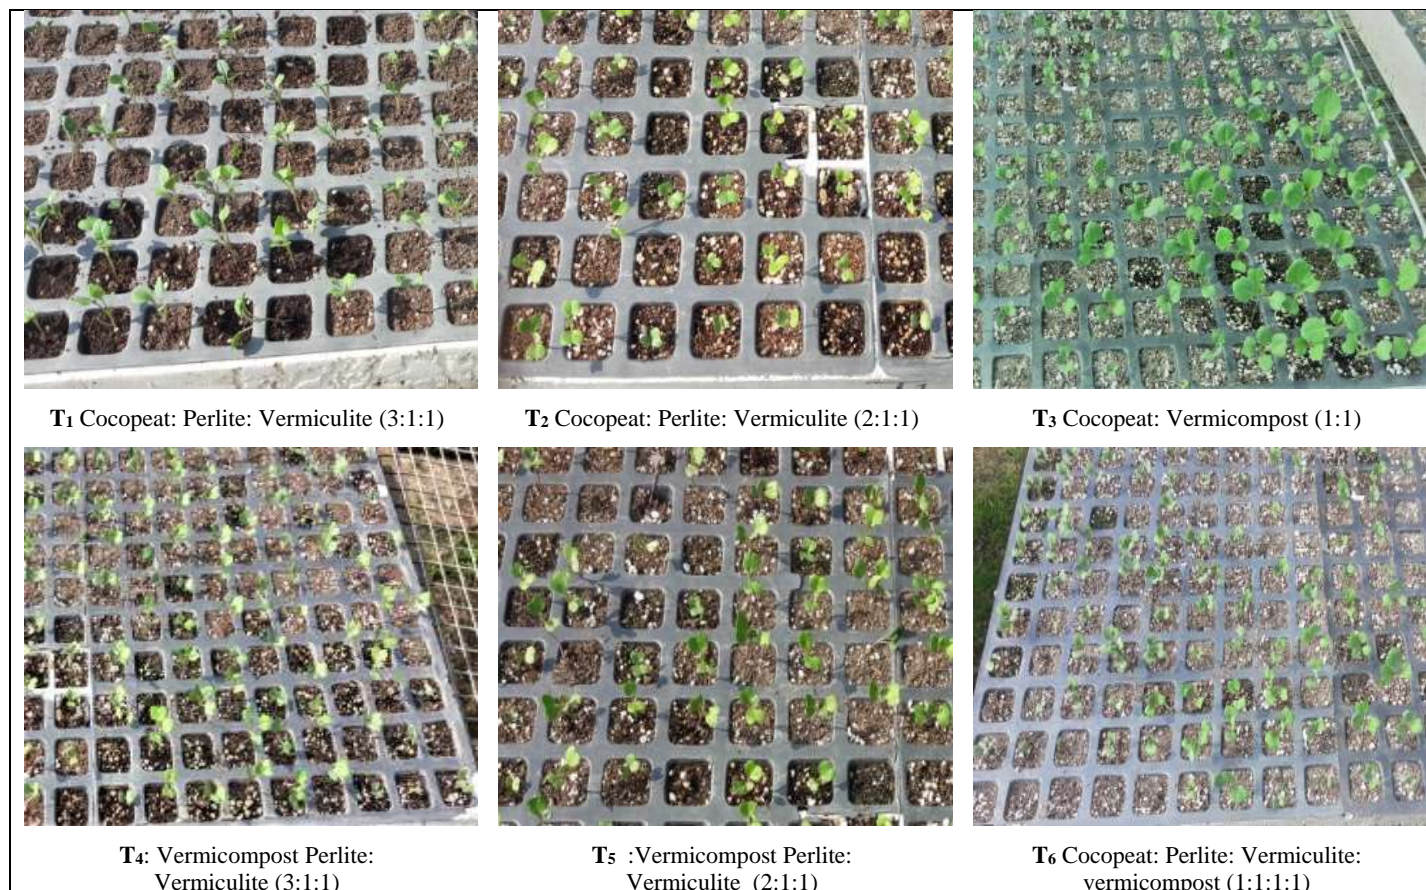 T1 Cocopeat: Perlite: Vermiculite (3:1:1)
T2 Cocopeat: Perlite: Vermiculite (2:1:1)
T3 Cocopeat: Vermicompost (1:1)
T4: Vermicompost Perlite:
Vermiculite (3:1:1)
T5 :Vermicompost Perlite:
Vermiculite (2:1:1)
T6 Cocopeat: Perlite: Vermiculite:
vermicompost (1:1:1:1)